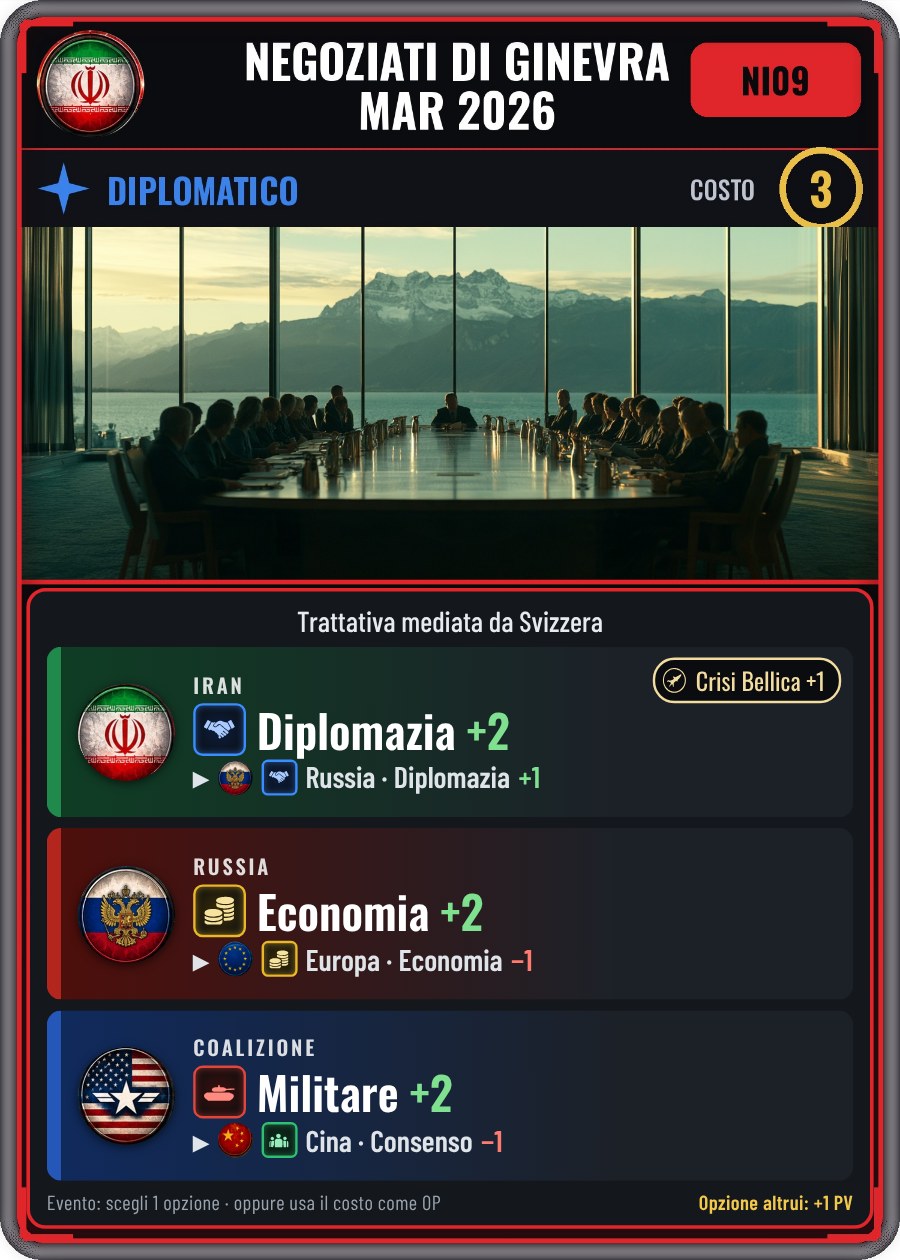 NEGOZIATI DI GINEVRA
MAR 2026
NI09
DIPLOMATICO
COSTO 3
Trattativa mediata da Svizzera
IRAN
Crisi Bellica +1
Diplomazia +2
▶ Russia · Diplomazia +1
RUSSIA
Economia +2
▶ Europa · Economia −1
COALIZIONE
Militare +2
▶ Cina · Consenso −1
Evento: scegli 1 opzione · oppure usa il costo come OP
Opzione altrui: +1 PV